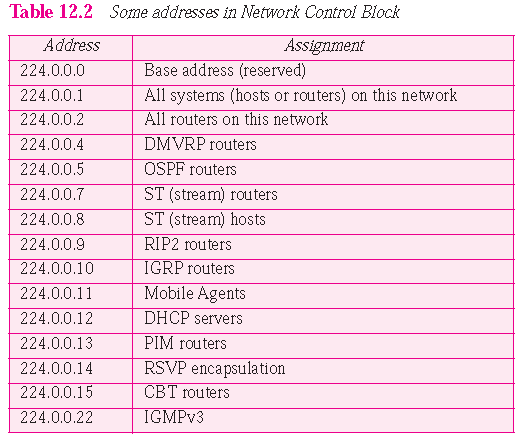 Table 12.2 Some addresses in Network Control Block
Address Assignment
224.0.0.0 Base address (reserved)
224.0.0.1 All systems (hosts or routers) on this network
224.0.0.2 All routers on this network
224.0.0.4 DMVRP routers
224.0.0.5 OSPF routers
224.0.0.7 ST (stream) routers
224.0.0.8 ST (stream) hosts
224.0.0.9 RIP2 routers
224.0.0.10 IGRP routers
224.0.0.11 Mobile Agents
224.0.0.12 DHCP servers
224.0.0.13 PIM routers
224.0.0.14 RSVP encapsulation
224.0.0.15 CBT routers
224.0.0.22 IGMPv3